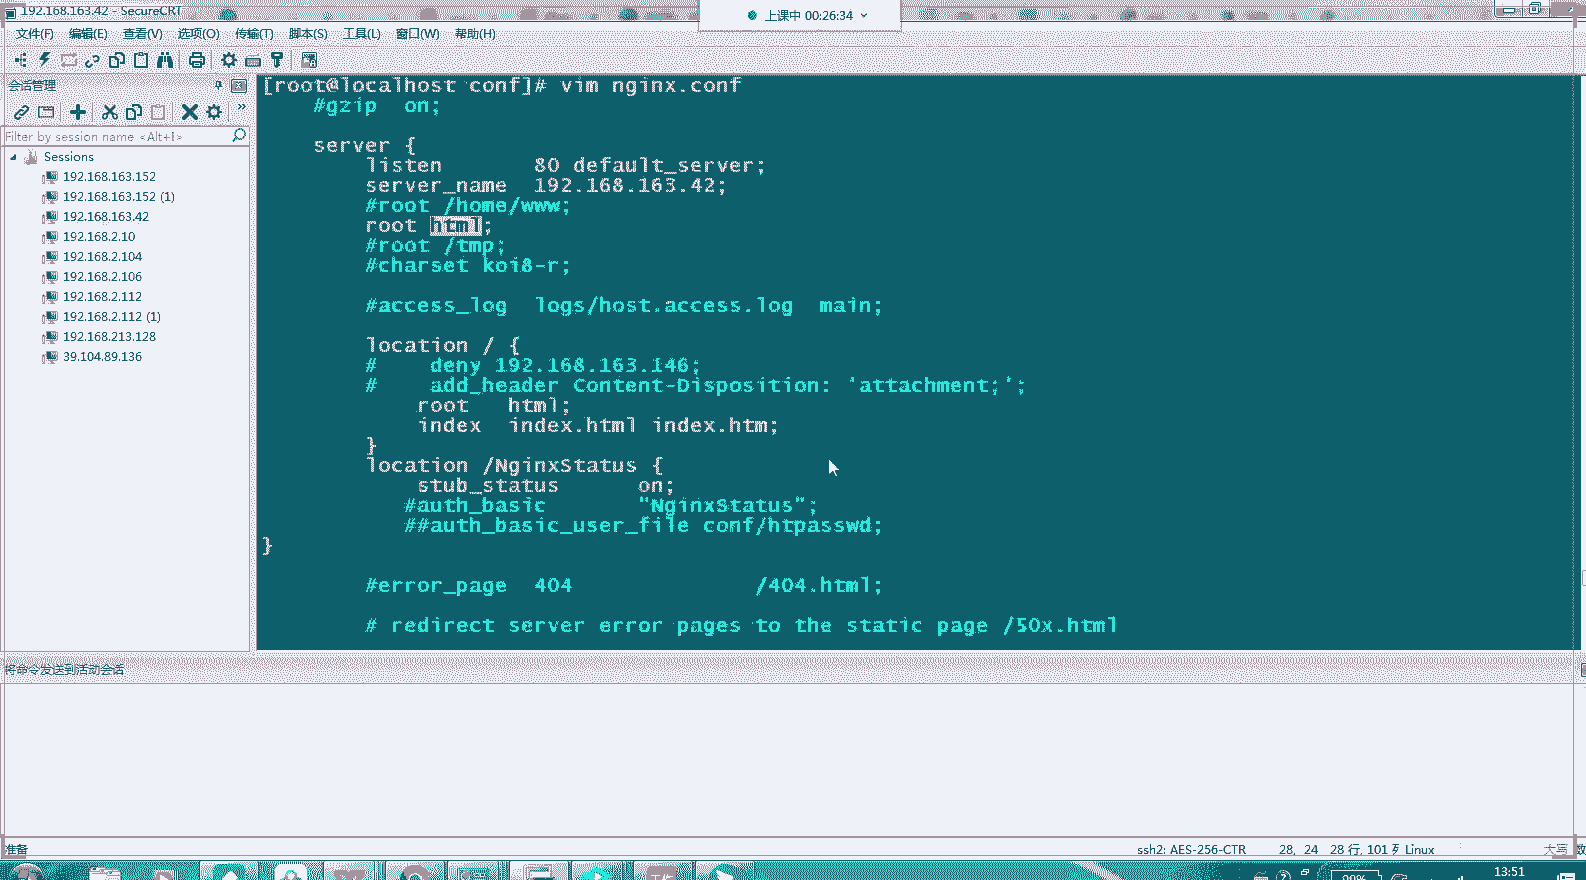 192.168.163.42 - SecureCRT
上课中 00:26:34
文件(F) 编辑(E) 查看(V) 选项(O) 传输(T) 脚本(S) 工具(L) 窗口(W) 帮助(H)
会话管理
Filter by session name <Alt+I>
Sessions
192.168.163.152
192.168.163.152 (1)
192.168.163.42
192.168.2.10
192.168.2.104
192.168.2.106
192.168.2.112
192.168.2.112 (1)
192.168.213.128
39.104.89.136
[root@localhost conf]# vim nginx.conf
#gzip on;
server {
listen 80 default_server;
server_name 192.168.163.42;
#root /home/www;
root html;
#root /tmp;
#charset koi8-r;
#access_log logs/host.access.log main;
location / {
# deny 192.168.163.146;
# add_header Content-Disposition: 'attachment;';
root html;
index index.html index.htm;
}
location /NginxStatus {
stub_status on;
#auth_basic "NginxStatus";
##auth_basic_user_file conf/htpasswd;
}
#error_page 404 /404.html;
# redirect server error pages to the static page /50x.html
将命令发送到活动会话
准备
ssh2: AES-256-CTR 28, 24 28 行, 101 列 Linux 大写 数
99%
13:51